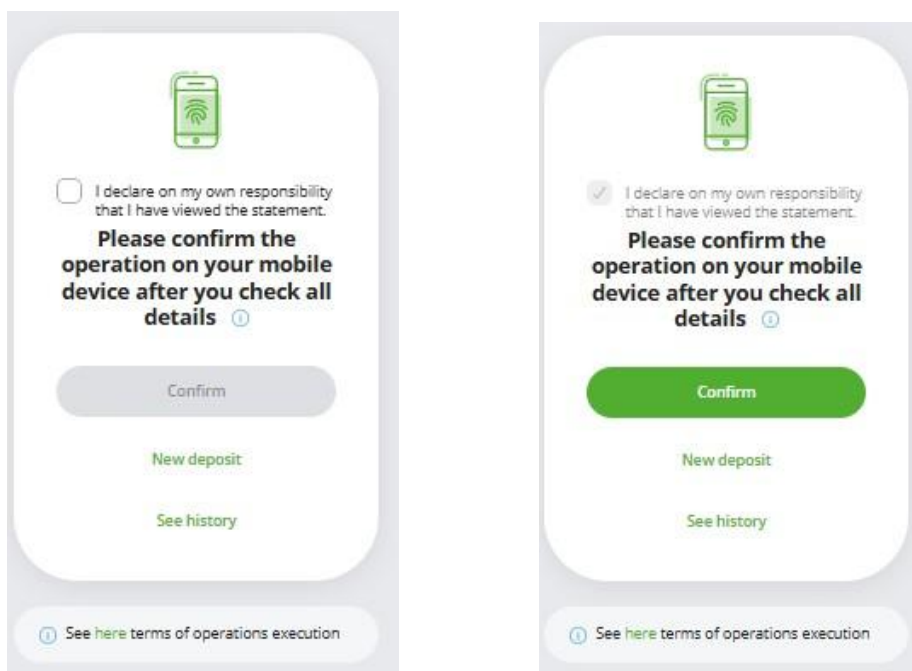 I declare on my own responsibility
that I have viewed the statement.
Please confirm the
operation on your mobile
device after you check all
details
Confirm
New deposit
See history
See here terms of operations execution
I declare on my own responsibility
that I have viewed the statement.
Please confirm the
operation on your mobile
device after you check all
details
Confirm
New deposit
See history
See here terms of operations execution